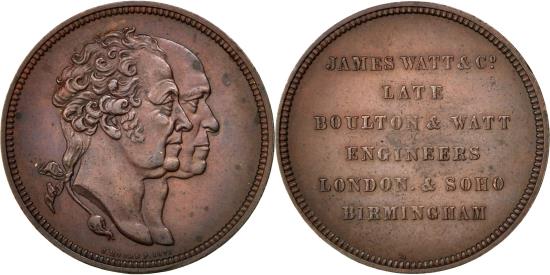 JAMES WATT & Cº.
LATE
BOULTON & WATT
ENGINEERS
LONDON. & SOHO
BIRMINGHAM